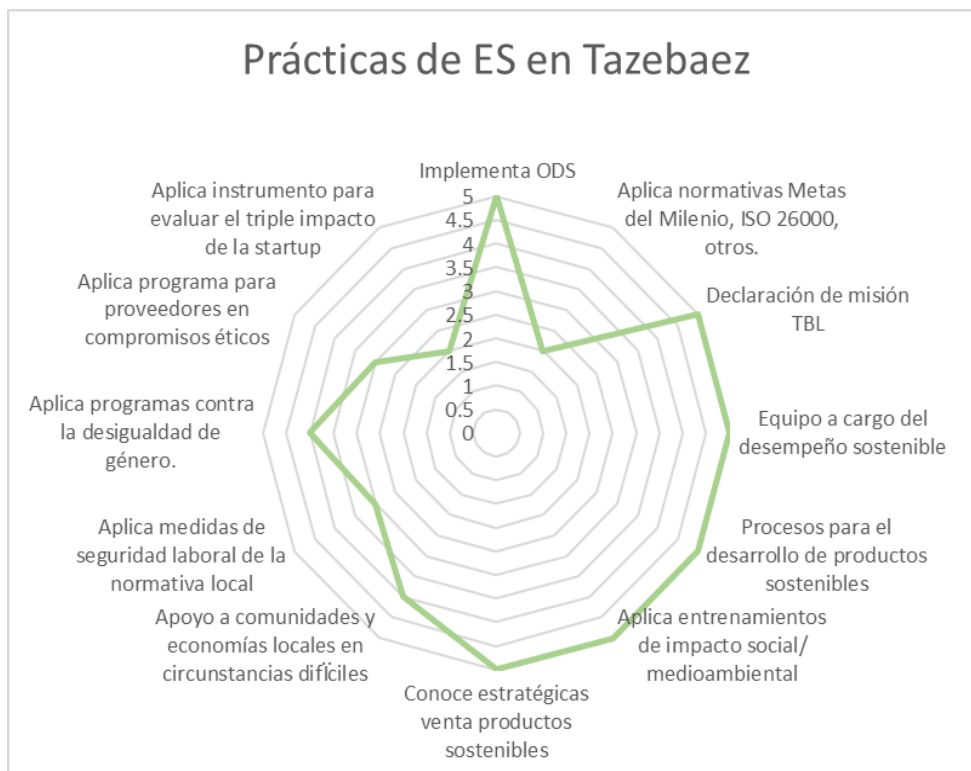 Prácticas de ES en Tazebaez
Implementa ODS
Aplica normativas Metas
del Milenio, ISO 26000,
otros.
Declaración de misión
TBL
Equipo a cargo del
desempeño sostenible
Procesos para el
desarrollo de productos
sostenibles
Aplica entrenamientos
de impacto social/
medioambiental
Conoce estratégicas
venta productos
sostenibles
Apoyo a comunidades y
economías locales en
circunstancias difíciles
Aplica medidas de
seguridad laboral de la
normativa local
Aplica programas contra
la desigualdad de
género.
Aplica programa para
proveedores en
compromisos éticos
Aplica instrumento para
evaluar el triple impacto
de la startup
5
4.5
4
3.5
3
2.5
2
1.5
1
0.5
0